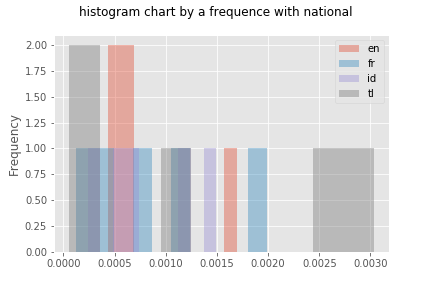 histogram chart by a frequence with national
2.00
1.75
1.50
1.25
1.00
0.75
0.50
0.25
0.00
Frequency
en
fr
id
tl
0.0000 0.0005 0.0010 0.0015 0.0020 0.0025 0.0030